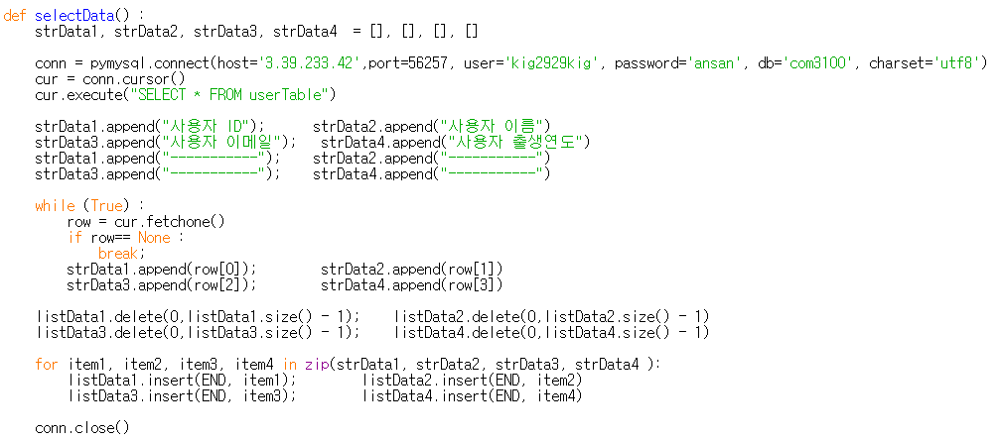 def selectData() :
    strData1, strData2, strData3, strData4  = [], [], [], []

    conn = pymysql.connect(host='3.39.233.42',port=56257, user='kig2929kig', password='ansan', db='com3100', charset='utf8')
    cur = conn.cursor()
    cur.execute("SELECT * FROM userTable")

    strData1.append("사용자 ID");      strData2.append("사용자 이름")
    strData3.append("사용자 이메일");   strData4.append("사용자 출생연도")
    strData1.append("-----------");    strData2.append("-----------")
    strData3.append("-----------");    strData4.append("-----------")

    while (True) :
        row = cur.fetchone()
        if row== None :
            break;
        strData1.append(row[0]);        strData2.append(row[1])
        strData3.append(row[2]);        strData4.append(row[3])

    listData1.delete(0,listData1.size() - 1);    listData2.delete(0,listData2.size() - 1)
    listData3.delete(0,listData3.size() - 1);    listData4.delete(0,listData4.size() - 1)

    for item1, item2, item3, item4 in zip(strData1, strData2, strData3, strData4 ):
        listData1.insert(END, item1);        listData2.insert(END, item2)
        listData3.insert(END, item3);        listData4.insert(END, item4)

    conn.close()